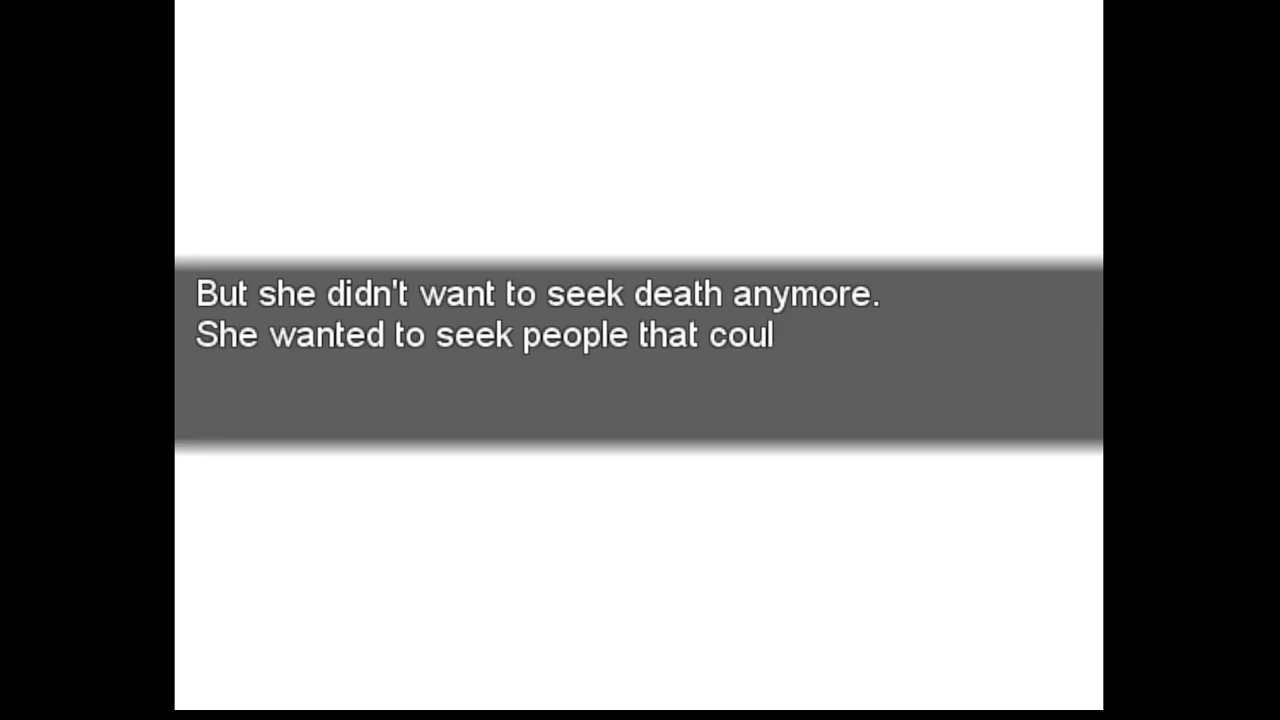 But she didn't want to seek death anymore.
She wanted to seek people that coul